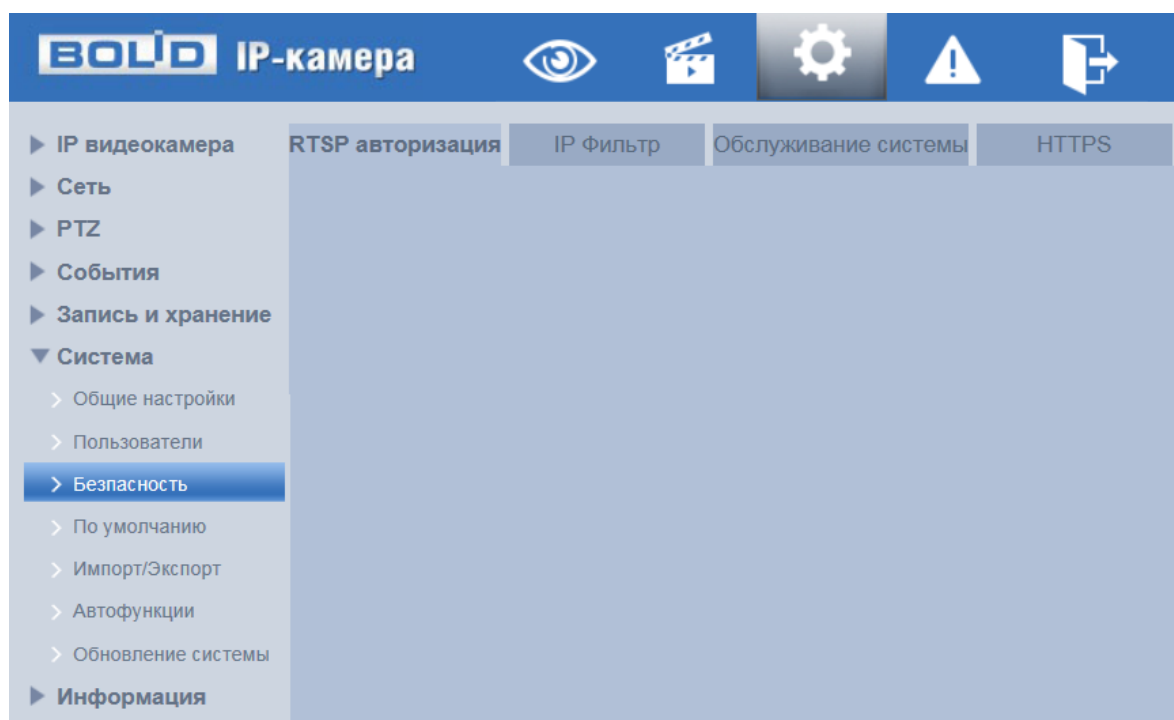 BOLID IP-камера
IP видеокамера
Сеть
PTZ
События
Запись и хранение
Система
Общие настройки
Пользователи
Безпасность
По умолчанию
Импорт/Экспорт
Автофункции
Обновление системы
Информация
RTSP авторизация IP Фильтр Обслуживание системы HTTPS